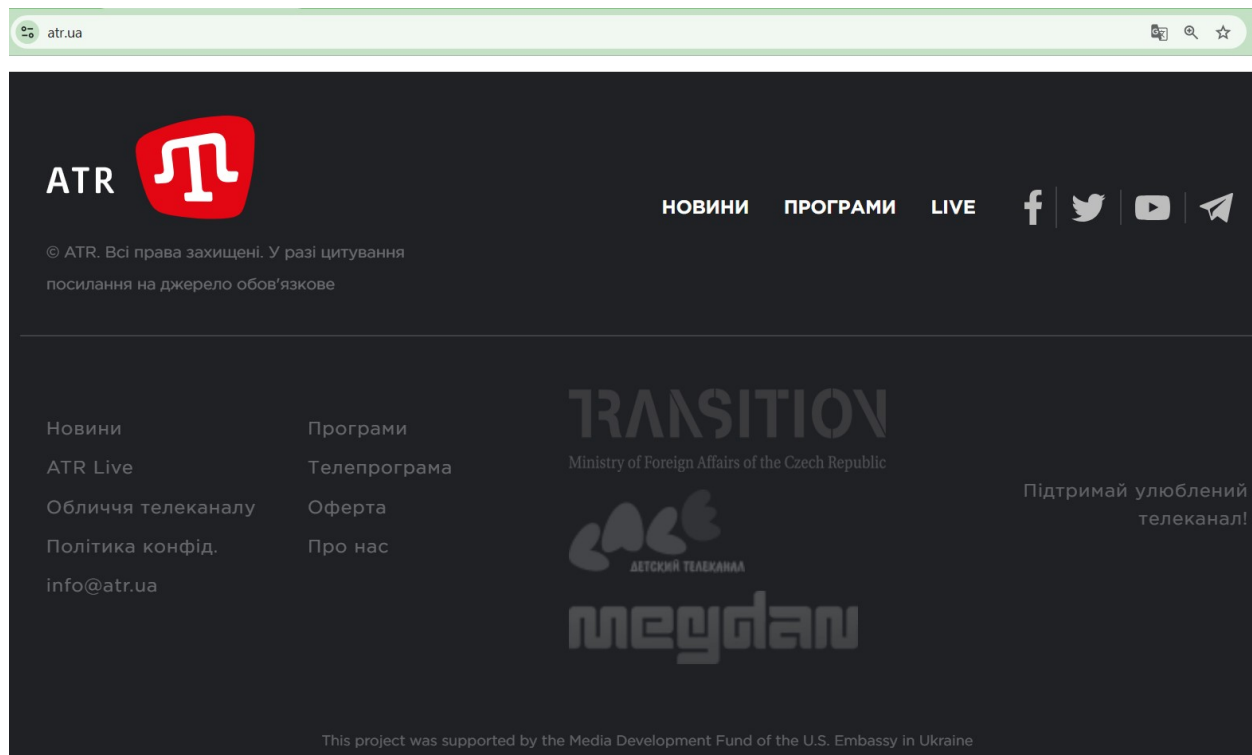 atr.ua
ATR
НОВИНИ ПРОГРАМИ LIVE
© ATR. Всі права захищені. У разі цитування
посилання на джерело обов'язкове
Новини
ATR Live
Обличчя телеканалу
Політика конфід.
info@atr.ua
Програми
Телепрограма
Оферта
Про нас
TRANSITION
Ministry of Foreign Affairs of the Czech Republic
ДЕТСКИЙ ТЕЛЕКАНАЛ
meydan
Підтримай улюблений
телеканал!
This project was supported by the Media Development Fund of the U.S. Embassy in Ukraine